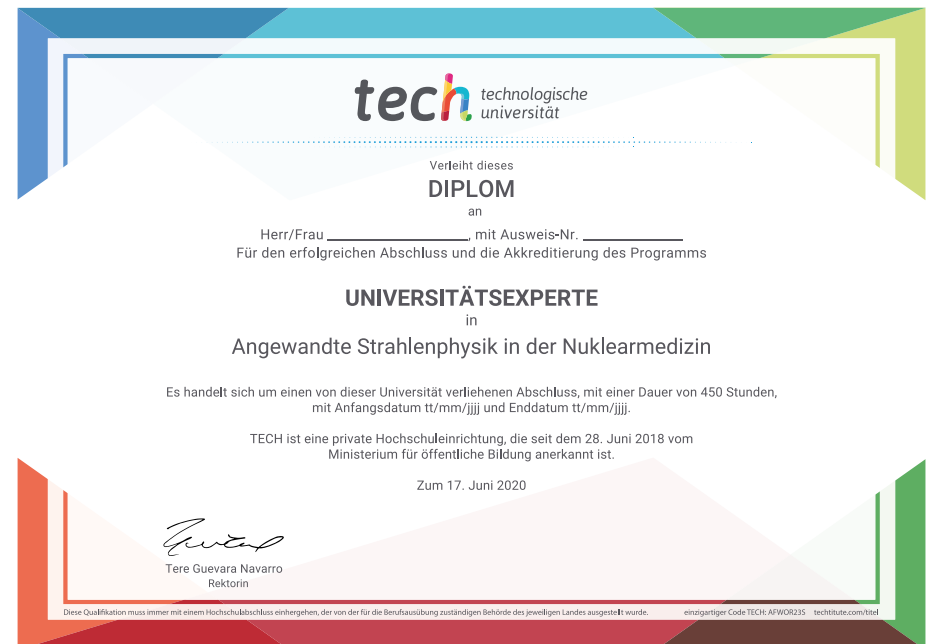 tech technologische
universität
Verleiht dieses
DIPLOM
an
Herr/Frau ____________________, mit Ausweis-Nr. ______________
Für den erfolgreichen Abschluss und die Akkreditierung des Programms
UNIVERSITÄTSEXPERTE
in
Angewandte Strahlenphysik in der Nuklearmedizin
Es handelt sich um einen von dieser Universität verliehenen Abschluss, mit einer Dauer von 450 Stunden,
mit Anfangsdatum tt/mm/jjjj und Enddatum tt/mm/jjjj.
TECH ist eine private Hochschuleinrichtung, die seit dem 28. Juni 2018 vom
Ministerium für öffentliche Bildung anerkannt ist.
Zum 17. Juni 2020
Tere Guevara Navarro
Rektorin
Diese Qualifikation muss immer mit einem Hochschulabschluss einhergehen, der von der für die Berufsausübung zuständigen Behörde des jeweiligen Landes ausgestellt wurde. einzigartiger Code TECH: AFWOR235 techtitute.com/titel